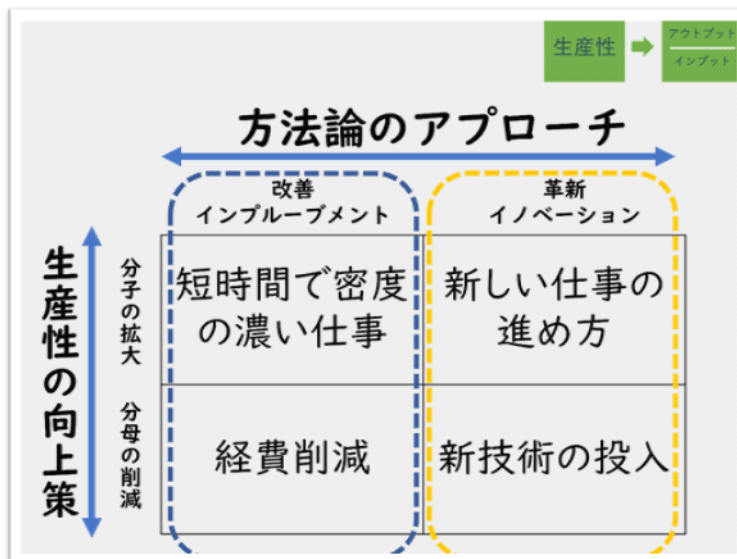 生産性
アウトプット
インプット
方法論のアプローチ
改善
インプルーブメント
革新
イノベーション
生産性の向上策
分子の拡大
短時間で密度
の濃い仕事
新しい仕事の
進め方
分母の削減
経費削減
新技術の投入